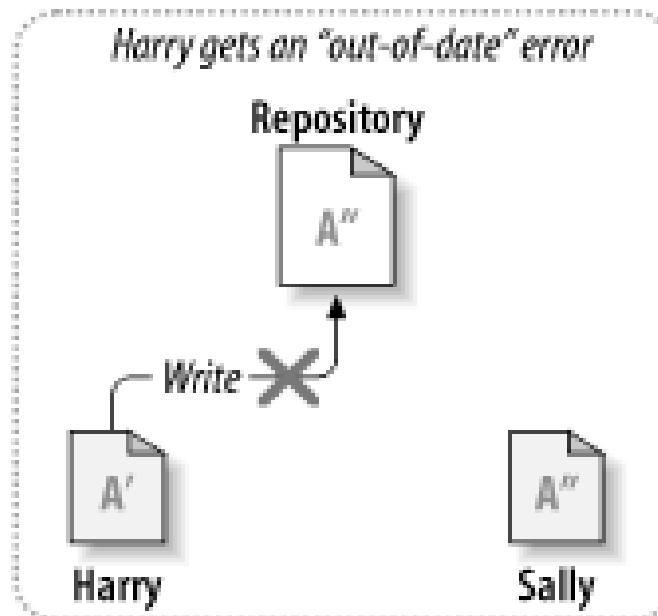 Harry gets an “out-of-date” error
Repository
A″
Write
A′
A″
Harry
Sally